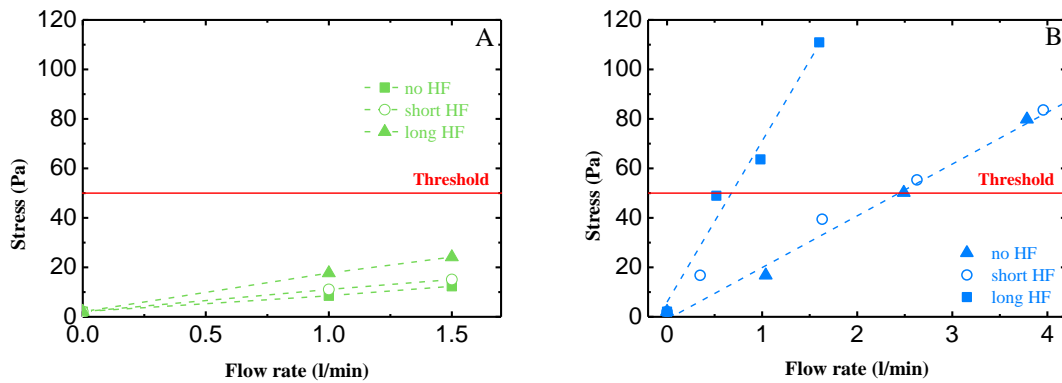 A
120
100
80
60
40
20
0
Stress (Pa)
no HF
short HF
long HF
Threshold
0.0 0.5 1.0 1.5
Flow rate (l/min)
B
120
100
80
60
40
20
0
Stress (Pa)
Threshold
no HF
short HF
long HF
0 1 2 3 4
Flow rate (l/min)